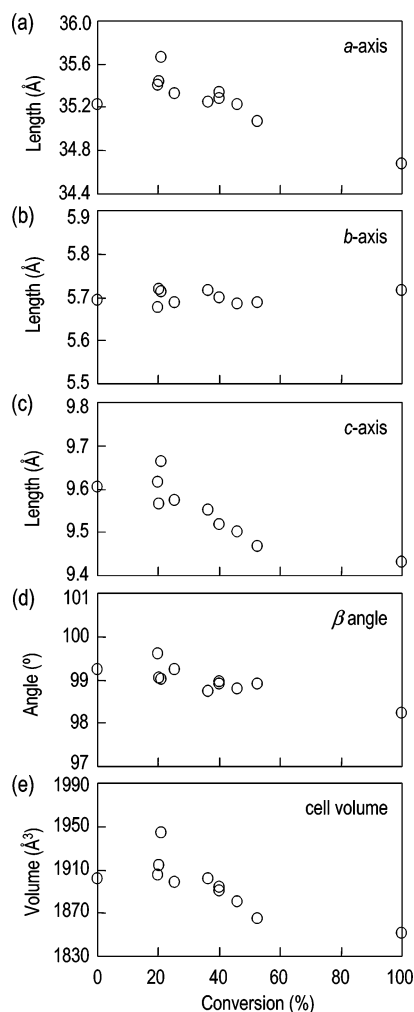 (a)
36.0
35.6
35.2
34.8
34.4
Length (Å)
a-axis
(b)
5.9
5.8
5.7
5.6
5.5
Length (Å)
b-axis
(c)
9.8
9.7
9.6
9.5
9.4
Length (Å)
c-axis
(d)
101
100
99
98
97
Angle (º)
β angle
(e)
1990
1950
1910
1870
1830
Volume (Å³)
cell volume
0 20 40 60 80 100
Conversion (%)